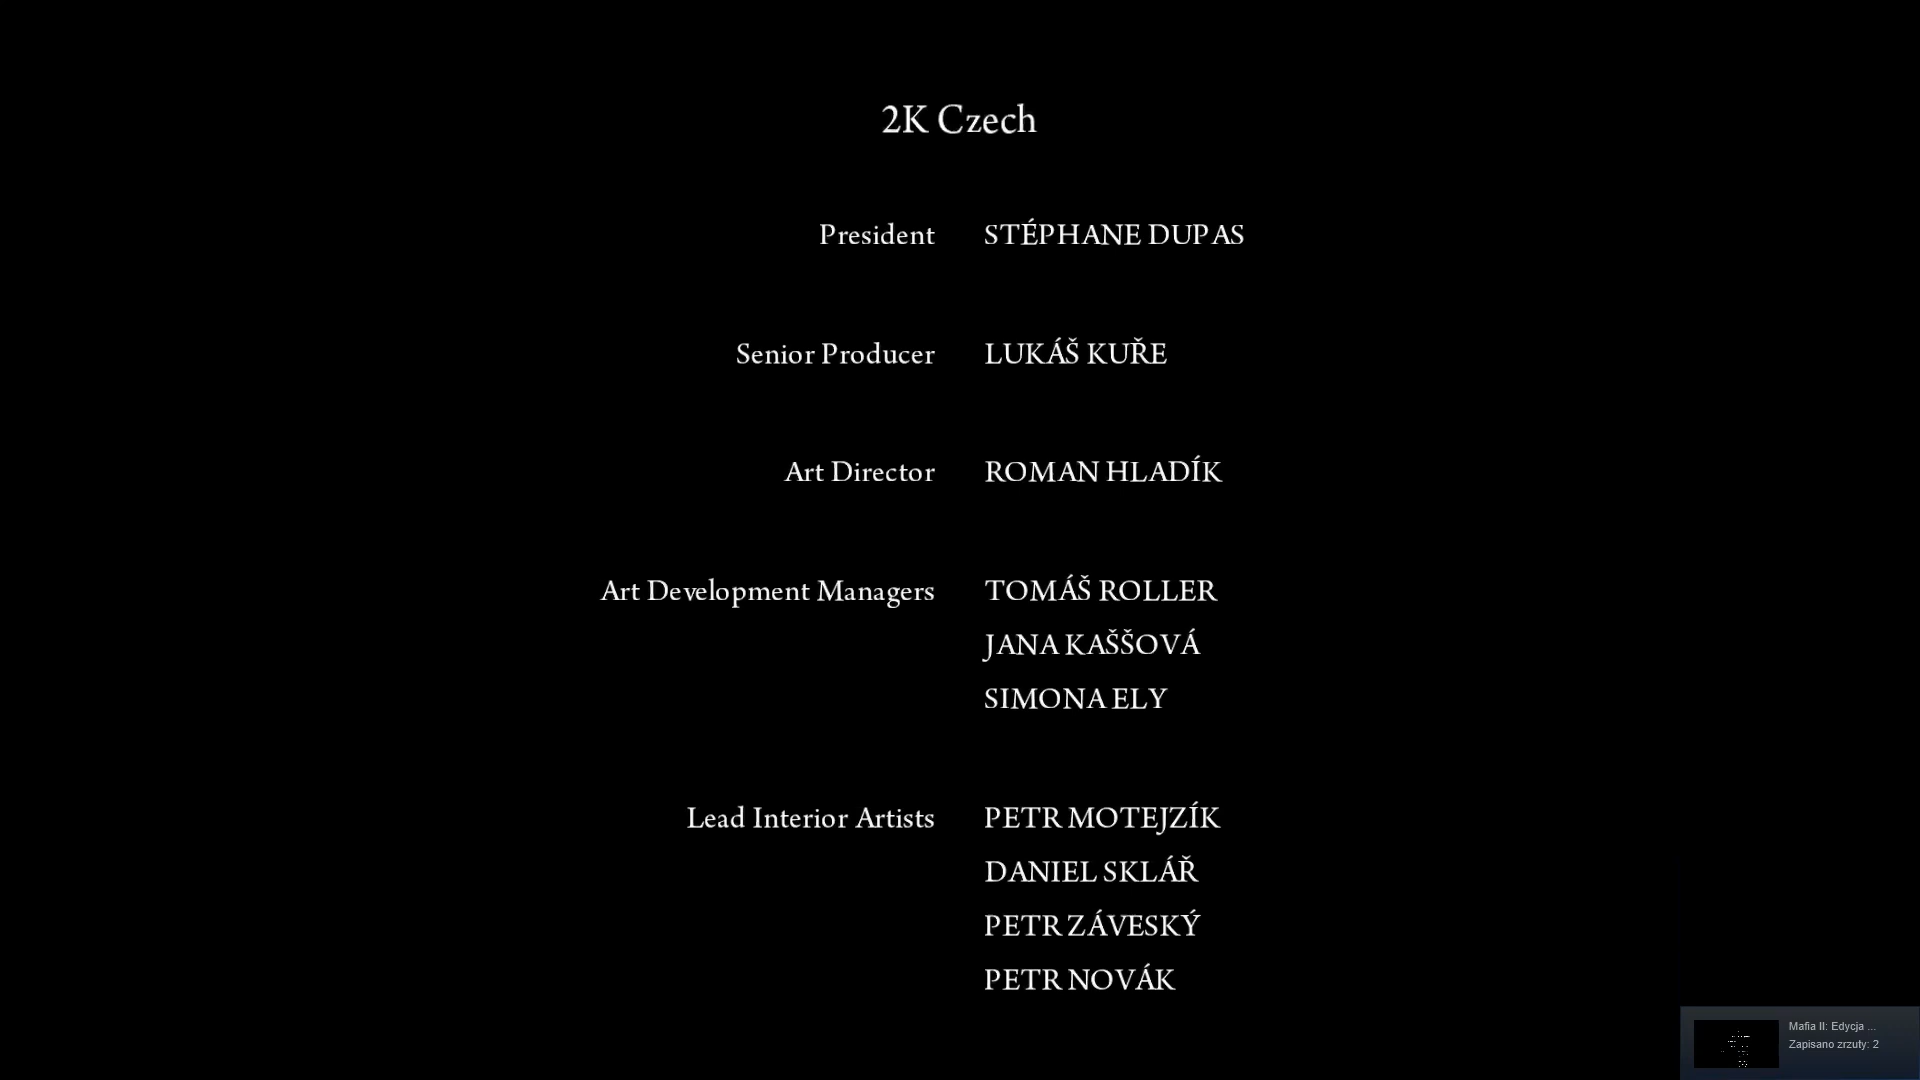 2K Czech
President STÉPHANE DUPAS
Senior Producer LUKÁŠ KUŘE
Art Director ROMAN HLADÍK
Art Development Managers TOMÁŠ ROLLER
JANA KAŠŠOVÁ
SIMONA ELY
Lead Interior Artists PETR MOTEJZÍK
DANIEL SKLÁŘ
PETR ZÁVESKÝ
PETR NOVÁK
Mafia II: Edycja ...
Zapisano zrzuty: 2